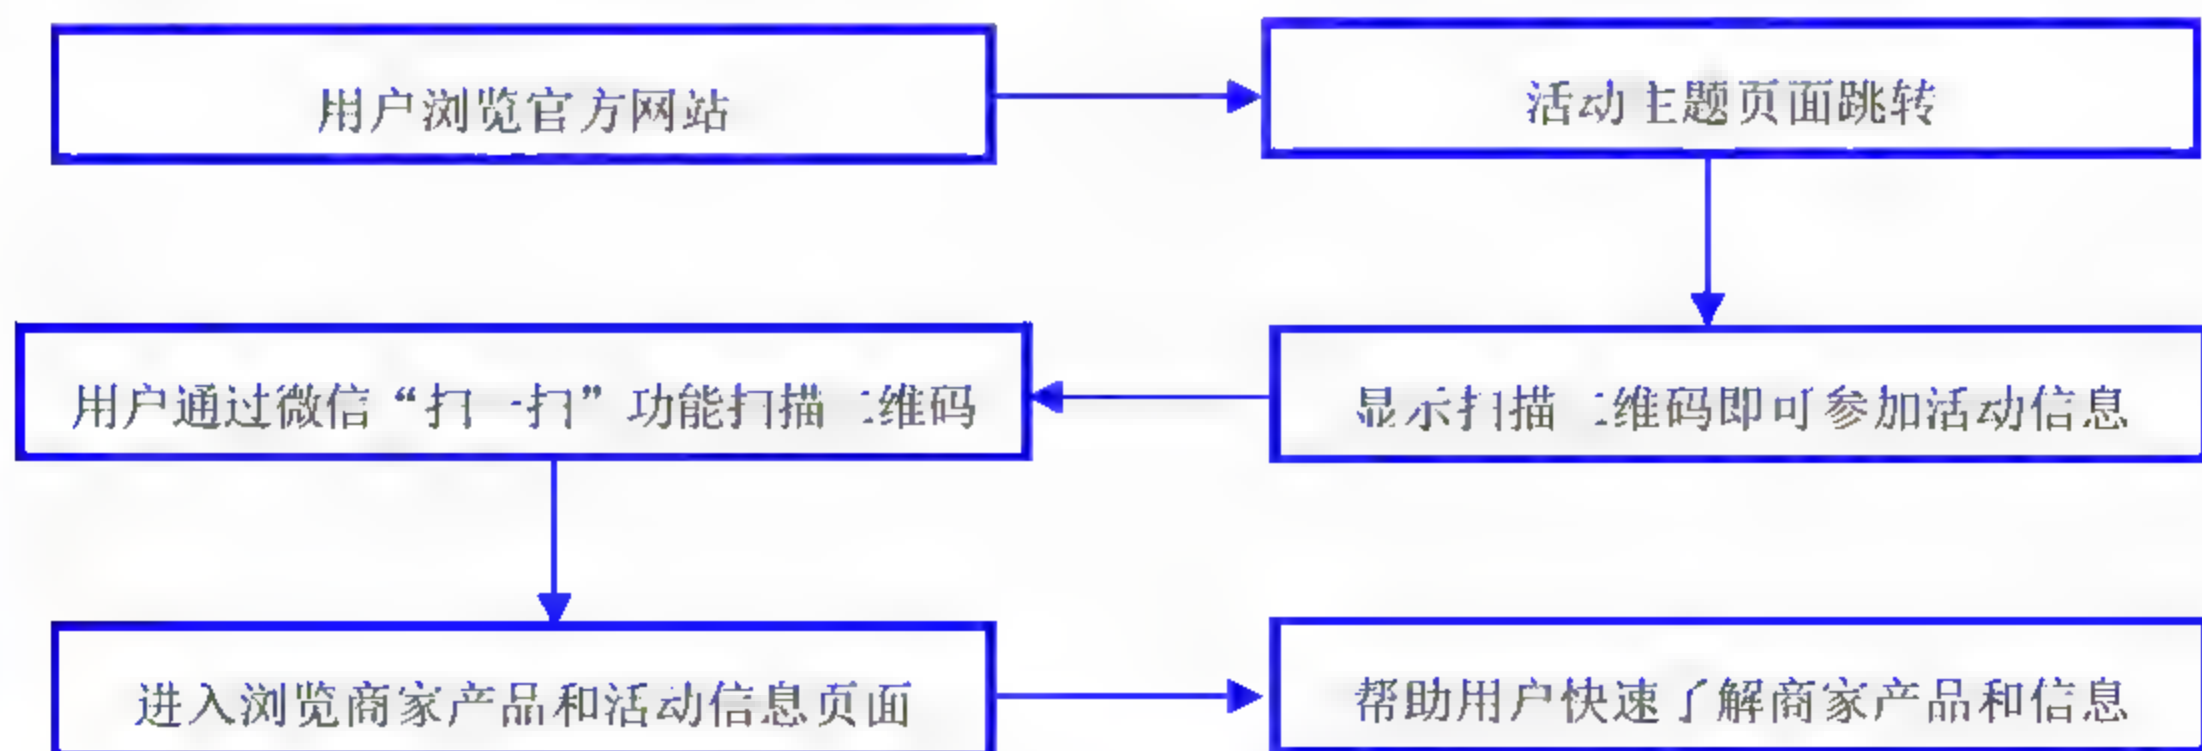 用户浏览官方网站
活动主题页面跳转
显示扫描二维码即可参加活动信息
用户通过微信“扫一扫”功能扫描二维码
进入浏览商家产品和活动信息页面
帮助用户快速了解商家产品和信息